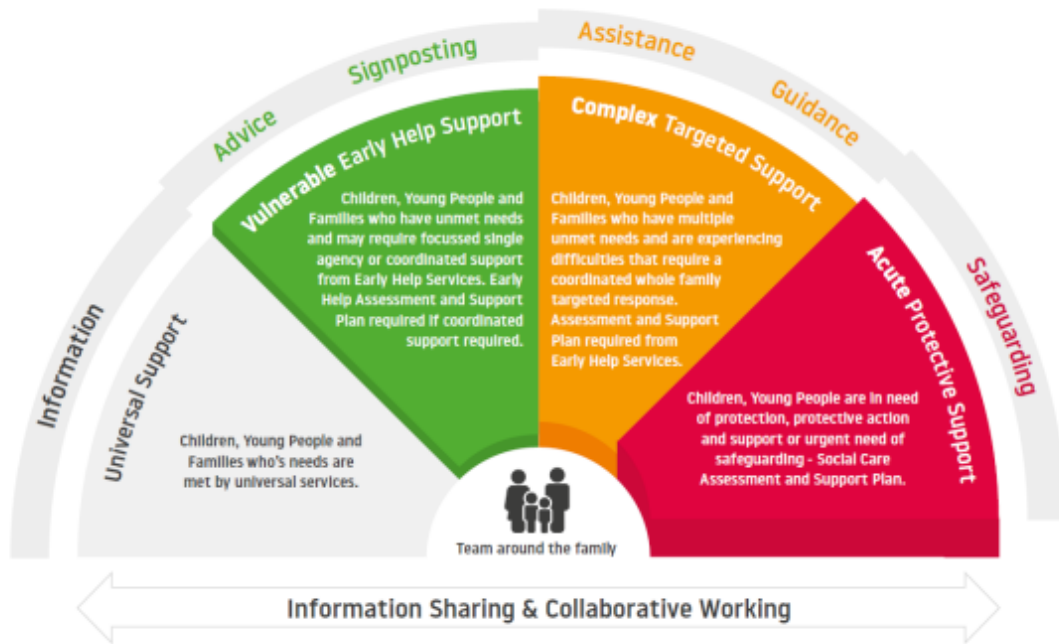 Information
Advice
Signposting
Assistance
Guidance
Safeguarding
Universal Support
Children, Young People and
Families who's needs are
met by universal services.
Vulnerable Early Help Support
Children, Young People and
Families who have unmet needs
and may require focussed single
agency or coordinated support
from Early Help Services. Early
Help Assessment and Support
Plan required if coordinated
support required.
Complex Targeted Support
Children, Young People and
Families who have multiple
unmet needs and are experiencing
difficulties that require a
coordinated whole family
targeted response.
Assessment and Support
Plan required from
Early Help Services.
Acute Protective Support
Children, Young People are in need
of protection, protective action
and support or urgent need of
safeguarding - Social Care
Assessment and Support Plan.
Team around the family
Information Sharing & Collaborative Working